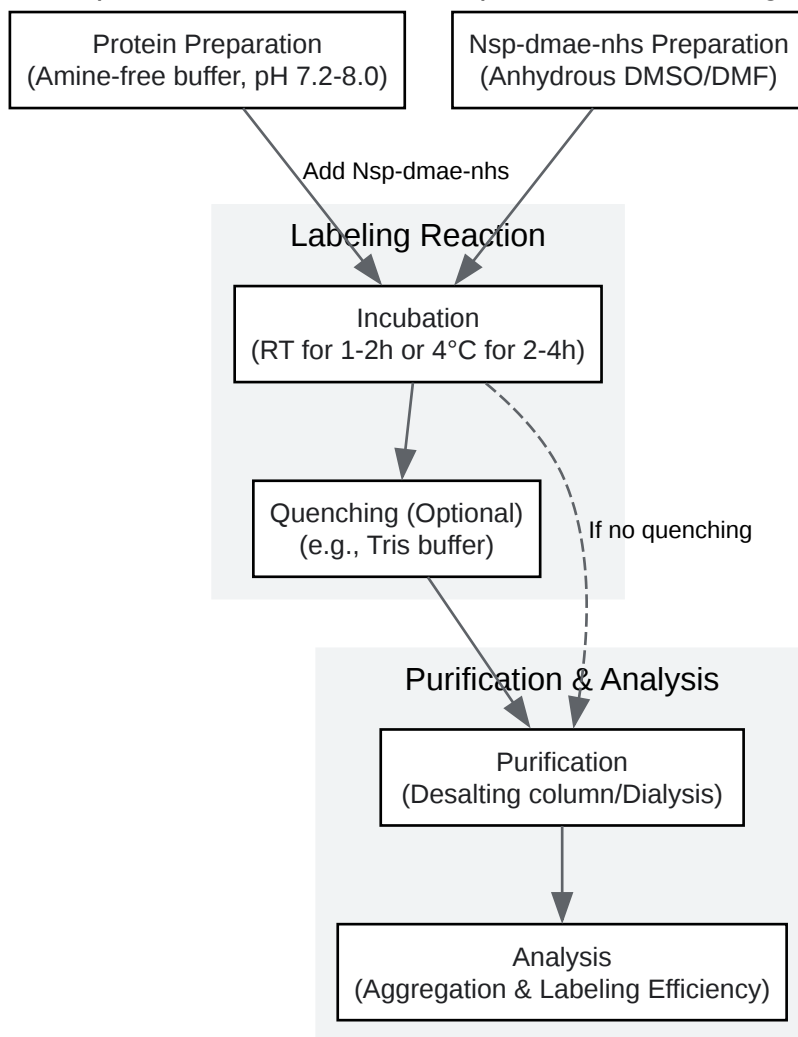 Protein Preparation
(Amine-free buffer, pH 7.2-8.0)
Nsp-dmae-nhs Preparation
(Anhydrous DMSO/DMF)
Add Nsp-dmae-nhs
Labeling Reaction
Incubation
(RT for 1-2h or 4°C for 2-4h)
Quenching (Optional)
(e.g., Tris buffer)
If no quenching
Purification & Analysis
Purification
(Desalting column/Dialysis)
Analysis
(Aggregation & Labeling Efficiency)